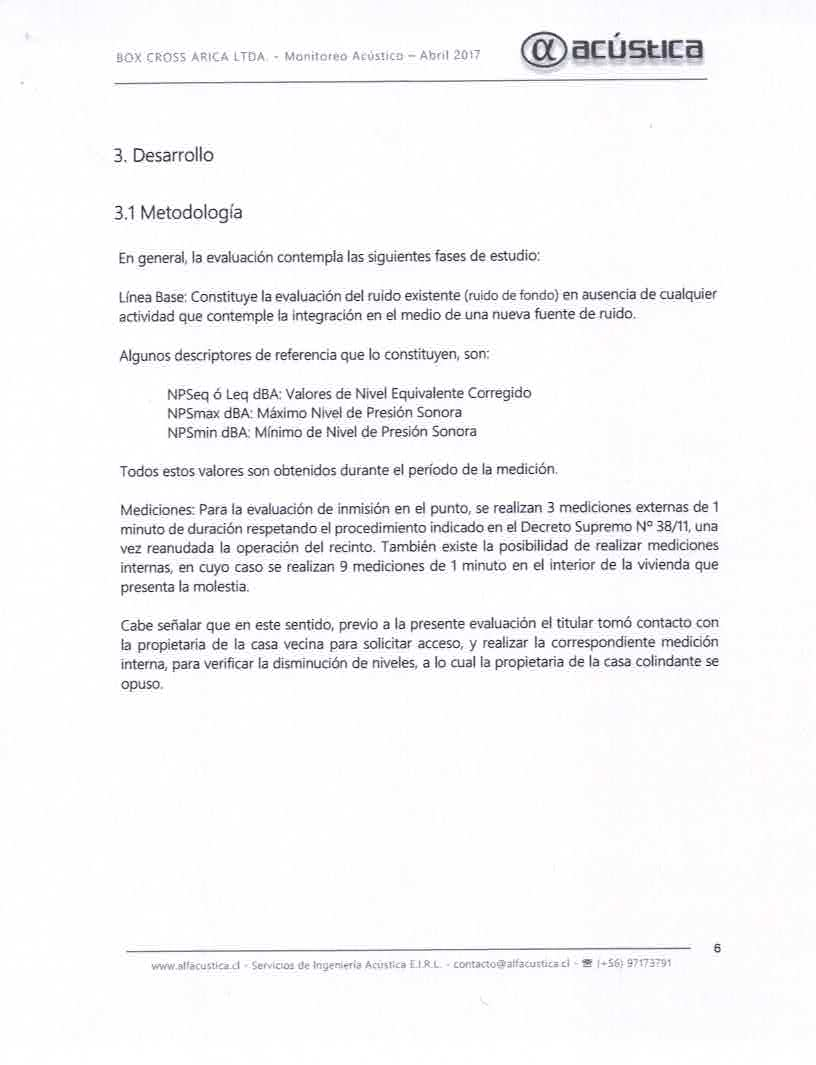 BOX CROSS ARICA LTDA. - Monitoreo Acústico – Abril 2017
α acústica
3. Desarrollo
3.1 Metodología
En general, la evaluación contempla las siguientes fases de estudio:
Línea Base: Constituye la evaluación del ruido existente (ruido de fondo) en ausencia de cualquier
actividad que contemple la integración en el medio de una nueva fuente de ruido.
Algunos descriptores de referencia que lo constituyen, son:
NPSeq ó Leq dBA: Valores de Nivel Equivalente Corregido
NPSmax dBA: Máximo Nivel de Presión Sonora
NPSmin dBA: Mínimo de Nivel de Presión Sonora
Todos estos valores son obtenidos durante el período de la medición.
Mediciones: Para la evaluación de inmisión en el punto, se realizan 3 mediciones externas de 1
minuto de duración respetando el procedimiento indicado en el Decreto Supremo Nº 38/11, una
vez reanudada la operación del recinto. También existe la posibilidad de realizar mediciones
internas, en cuyo caso se realizan 9 mediciones de 1 minuto en el interior de la vivienda que
presenta la molestia.
Cabe señalar que en este sentido, previo a la presente evaluación el titular tomó contacto con
la propietaria de la casa vecina para solicitar acceso, y realizar la correspondiente medición
interna, para verificar la disminución de niveles, a lo cual la propietaria de la casa colindante se
opuso.
6
www.alfacustica.cl - Servicios de Ingeniería Acústica E.I.R.L. - contacto@alfacustica.cl - ☎ (+56) 97173791